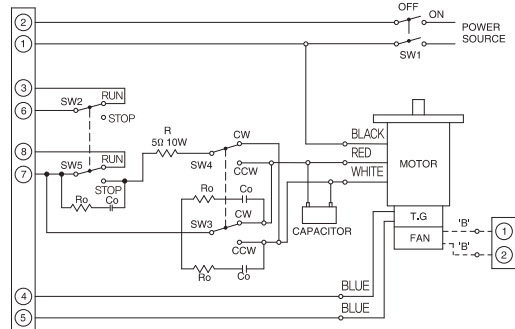 OFF
ON
2
POWER
SOURCE
1
SW1
3
RUN
SW2
6
STOP
BLACK
R
5Ω 10W
CW
8
RUN
SW5
SW4
RED
MOTOR
7
CCW
WHITE
STOP
Ro
Co
Ro
Co
CW
SW3
CAPACITOR
T.G
'B'
1
CCW
FAN
'B'
2
Ro
Co
BLUE
4
BLUE
5